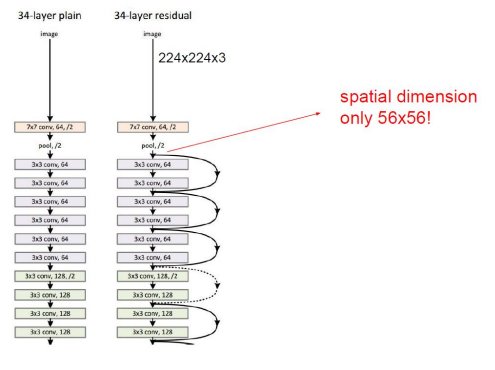 34-layer plain
34-layer residual
image
image
224x224x3
spatial dimension
only 56x56!
7x7 conv, 64, /2
7x7 conv, 64, /2
pool, /2
pool, /2
3x3 conv, 64
3x3 conv, 64
3x3 conv, 64
3x3 conv, 64
3x3 conv, 64
3x3 conv, 64
3x3 conv, 64
3x3 conv, 64
3x3 conv, 64
3x3 conv, 64
3x3 conv, 64
3x3 conv, 64
3x3 conv, 128, /2
3x3 conv, 128, /2
3x3 conv, 128
3x3 conv, 128
3x3 conv, 128
3x3 conv, 128
3x3 conv, 128
3x3 conv, 128